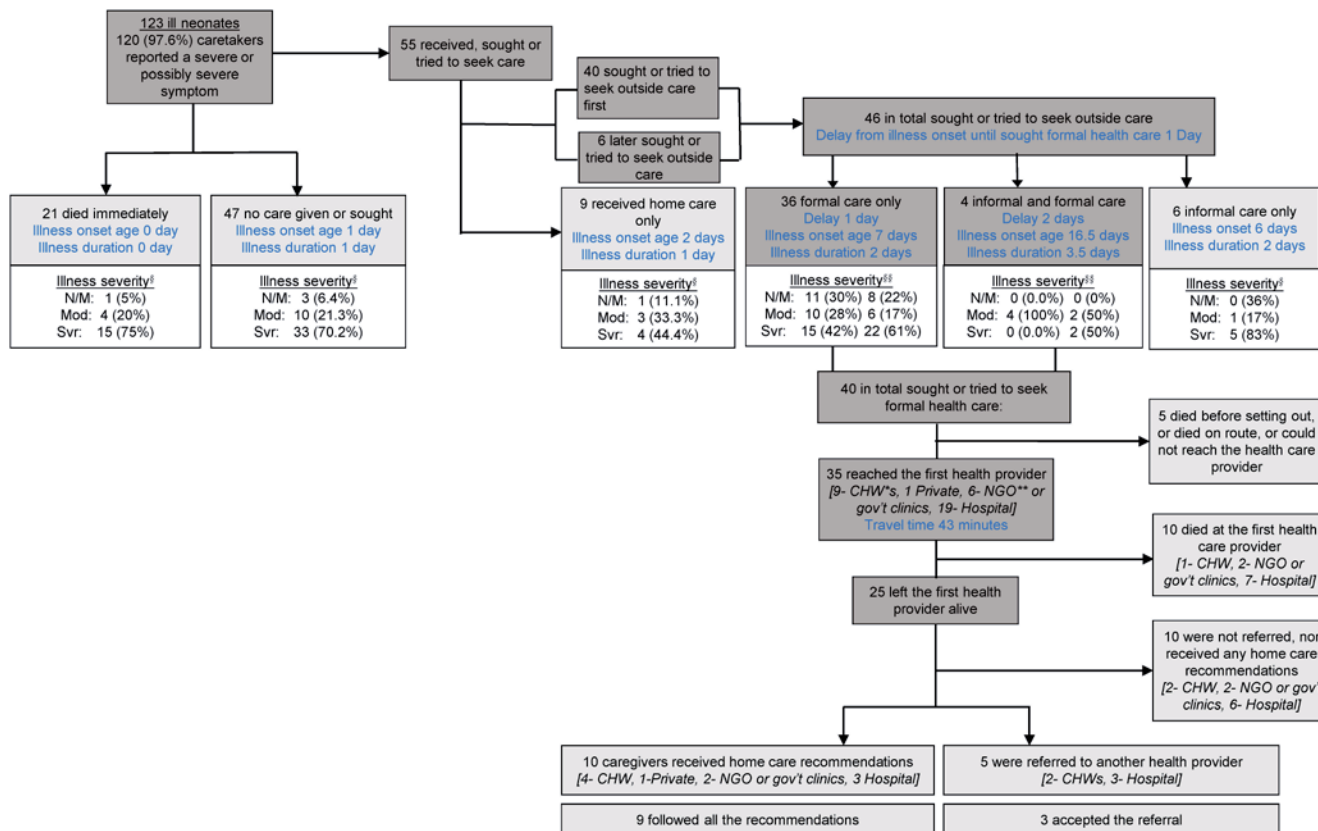 123 ill neonates
120 (97.6%) caretakers
reported a severe or
possibly severe
symptom
55 received, sought or
tried to seek care
40 sought or tried to
seek outside care
first
6 later sought or
tried to seek outside
care
46 in total sought or tried to seek outside care
Delay from illness onset until sought formal health care 1 Day
21 died immediately
Illness onset age 0 day
Illness duration 0 day
Illness severity§
N/M: 1 (5%)
Mod: 4 (20%)
Svr: 15 (75%)
47 no care given or sought
Illness onset age 1 day
Illness duration 1 day
Illness severity§
N/M: 3 (6.4%)
Mod: 10 (21.3%)
Svr: 33 (70.2%)
9 received home care
only
Illness onset age 2 days
Illness duration 1 day
Illness severity§
N/M: 1 (11.1%)
Mod: 3 (33.3%)
Svr: 4 (44.4%)
36 formal care only
Delay 1 day
Illness onset age 7 days
Illness duration 2 days
Illness severity§§
N/M: 11 (30%) 8 (22%)
Mod: 10 (28%) 6 (17%)
Svr: 15 (42%) 22 (61%)
4 informal and formal care
Delay 2 days
Illness onset age 16.5 days
Illness duration 3.5 days
Illness severity§§
N/M: 0 (0.0%) 0 (0%)
Mod: 4 (100%) 2 (50%)
Svr: 0 (0.0%) 2 (50%)
6 informal care only
Illness onset 6 days
Illness duration 2 days
Illness severity§
N/M: 0 (36%)
Mod: 1 (17%)
Svr: 5 (83%)
40 in total sought or tried to seek
formal health care:
5 died before setting out,
or died on route, or could
not reach the health care
provider
35 reached the first health provider
[9- CHW*s, 1 Private, 6- NGO** or
gov't clinics, 19- Hospital]
Travel time 43 minutes
10 died at the first health
care provider
[1- CHW, 2- NGO or
gov't clinics, 7- Hospital]
25 left the first health
provider alive
10 were not referred, nor
received any home care
recommendations
[2- CHW, 2- NGO or gov't
clinics, 6- Hospital]
10 caregivers received home care recommendations
[4- CHW, 1-Private, 2- NGO or gov't clinics, 3 Hospital]
5 were referred to another health provider
[2- CHWs, 3- Hospital]
9 followed all the recommendations
3 accepted the referral